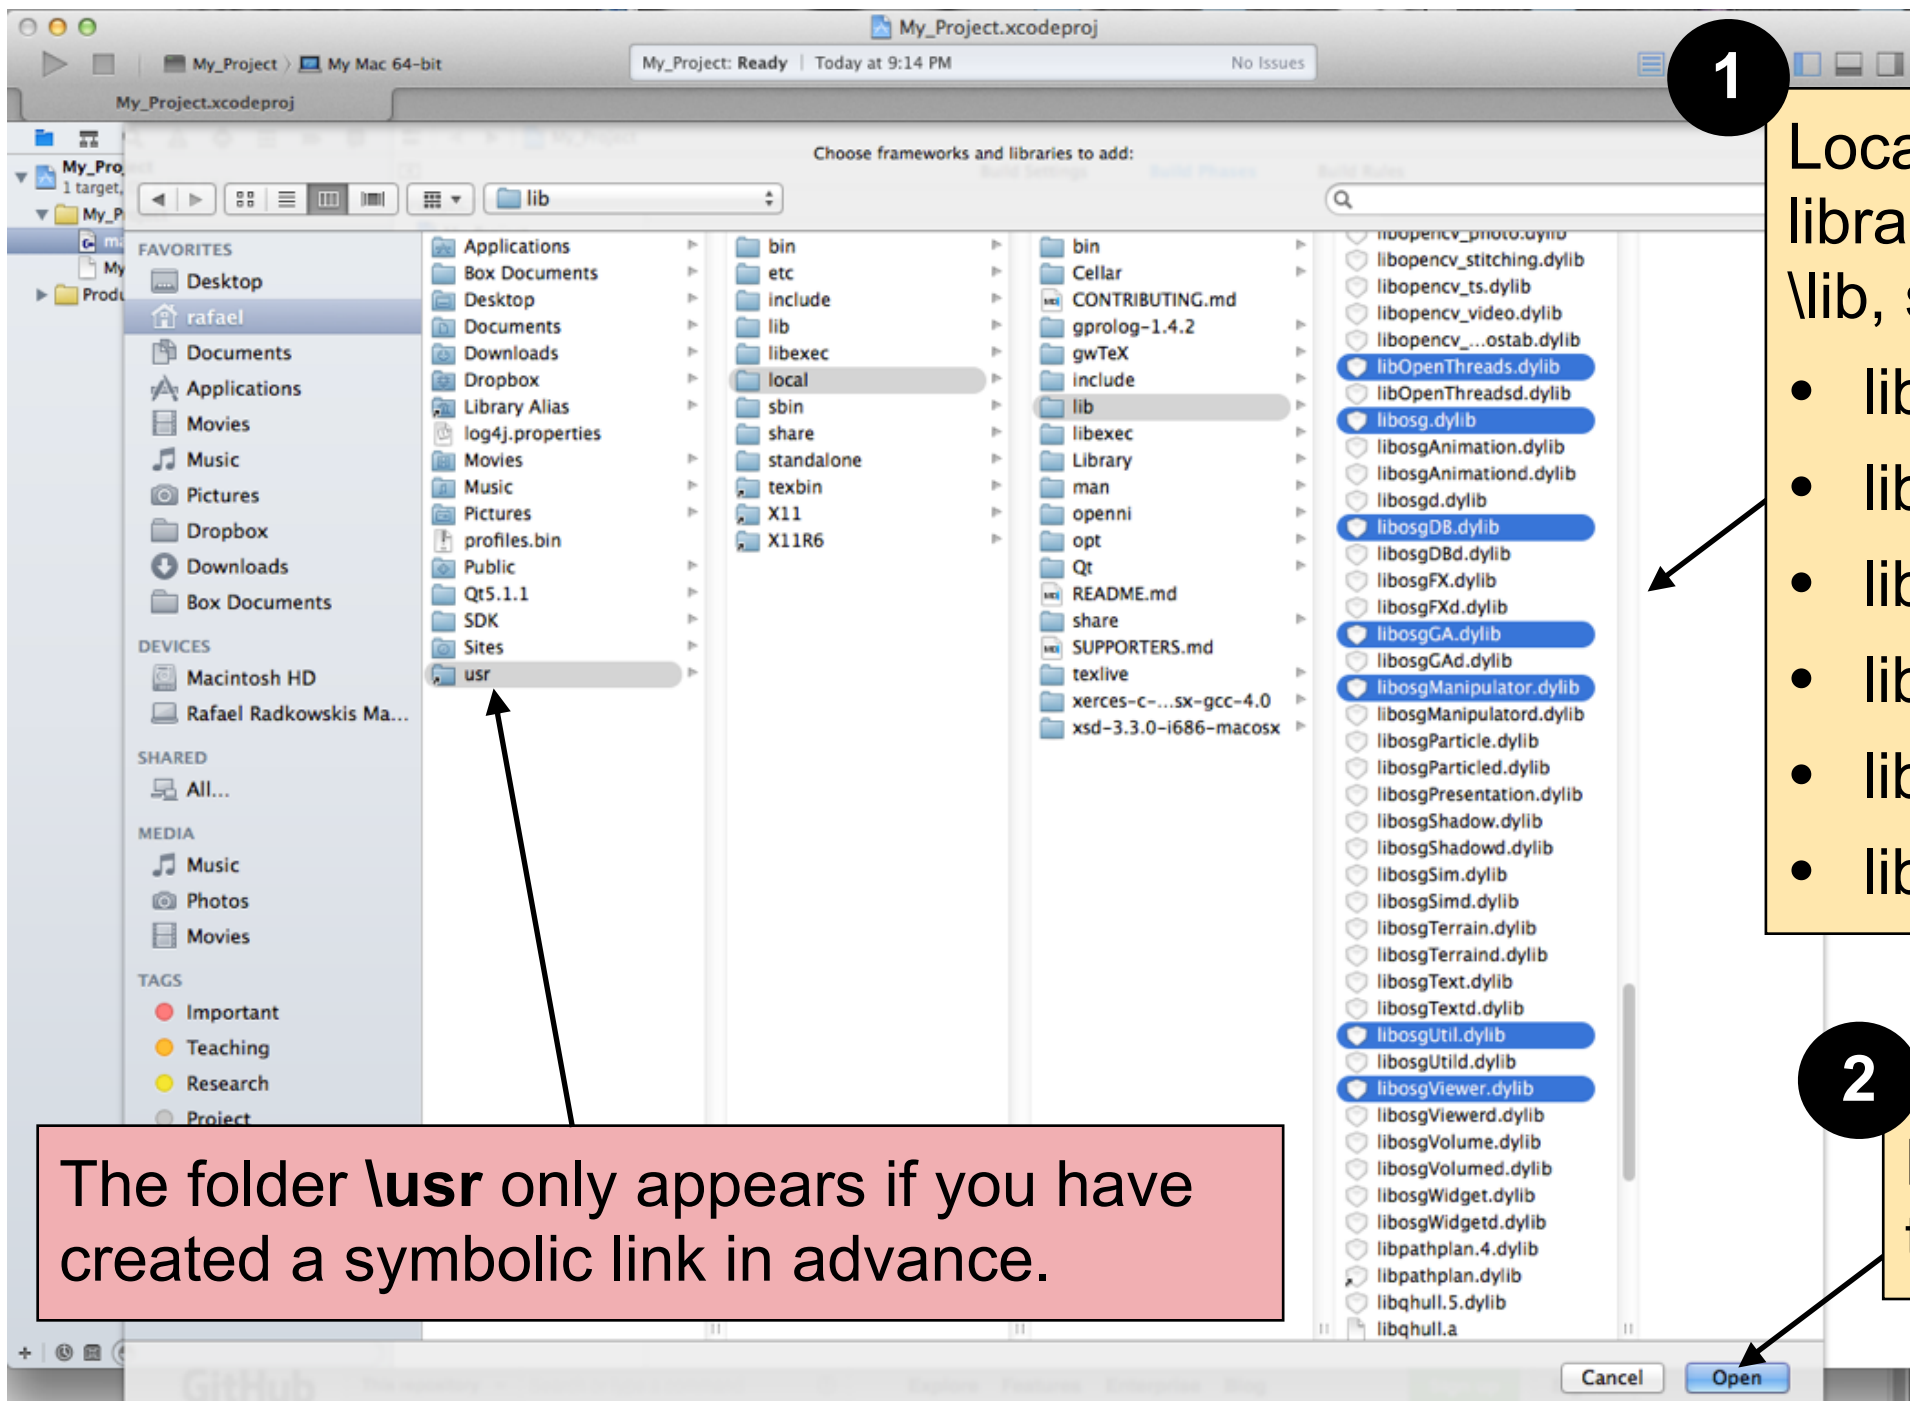 My_Project.xcodeproj
My_Project
My Mac 64-bit
My_Project: Ready
Today at 9:14 PM
No Issues
My_Project.xcodeproj
Choose frameworks and libraries to add:
lib
1 target,
FAVORITES
Desktop
rafael
Documents
Applications
Movies
Music
Pictures
Dropbox
Downloads
Box Documents
DEVICES
Macintosh HD
Rafael Radkowskis Ma...
SHARED
All...
MEDIA
Music
Photos
Movies
TAGS
Important
Teaching
Research
Project
Applications
Box Documents
Desktop
Documents
Downloads
Dropbox
Library Alias
log4j.properties
Movies
Music
Pictures
profiles.bin
Public
Qt5.1.1
SDK
Sites
usr
bin
etc
include
lib
libexec
local
sbin
share
standalone
texbin
X11
X11R6
bin
Cellar
CONTRIBUTING.md
gprolog-1.4.2
gwTeX
include
lib
libexec
Library
man
openni
opt
Qt
README.md
share
SUPPORTERS.md
texlive
xerces-c-...sx-gcc-4.0
xsd-3.3.0-i686-macosx
libopencv_photo.dylib
libopencv_stitching.dylib
libopencv_ts.dylib
libopencv_video.dylib
libopencv_...ostab.dylib
libOpenThreads.dylib
libOpenThreadsd.dylib
libosg.dylib
libosgAnimation.dylib
libosgAnimationd.dylib
libosgd.dylib
libosgDB.dylib
libosgDBd.dylib
libosgFX.dylib
libosgFXd.dylib
libosgGA.dylib
libosgGAd.dylib
libosgManipulator.dylib
libosgManipulatord.dylib
libosgParticle.dylib
libosgParticled.dylib
libosgPresentation.dylib
libosgShadow.dylib
libosgShadowd.dylib
libosgSim.dylib
libosgSimd.dylib
libosgTerrain.dylib
libosgTerraind.dylib
libosgText.dylib
libosgTextd.dylib
libosgUtil.dylib
libosgUtild.dylib
libosgViewer.dylib
libosgViewerd.dylib
libosgVolume.dylib
libosgVolumed.dylib
libosgWidget.dylib
libosgWidgetd.dylib
libpathplan.4.dylib
libpathplan.dylib
libqhull.5.dylib
libqhull.a
1
\lib,
2
The folder \usr only appears if you have
created a symbolic link in advance.
GitHub
Cancel
Open